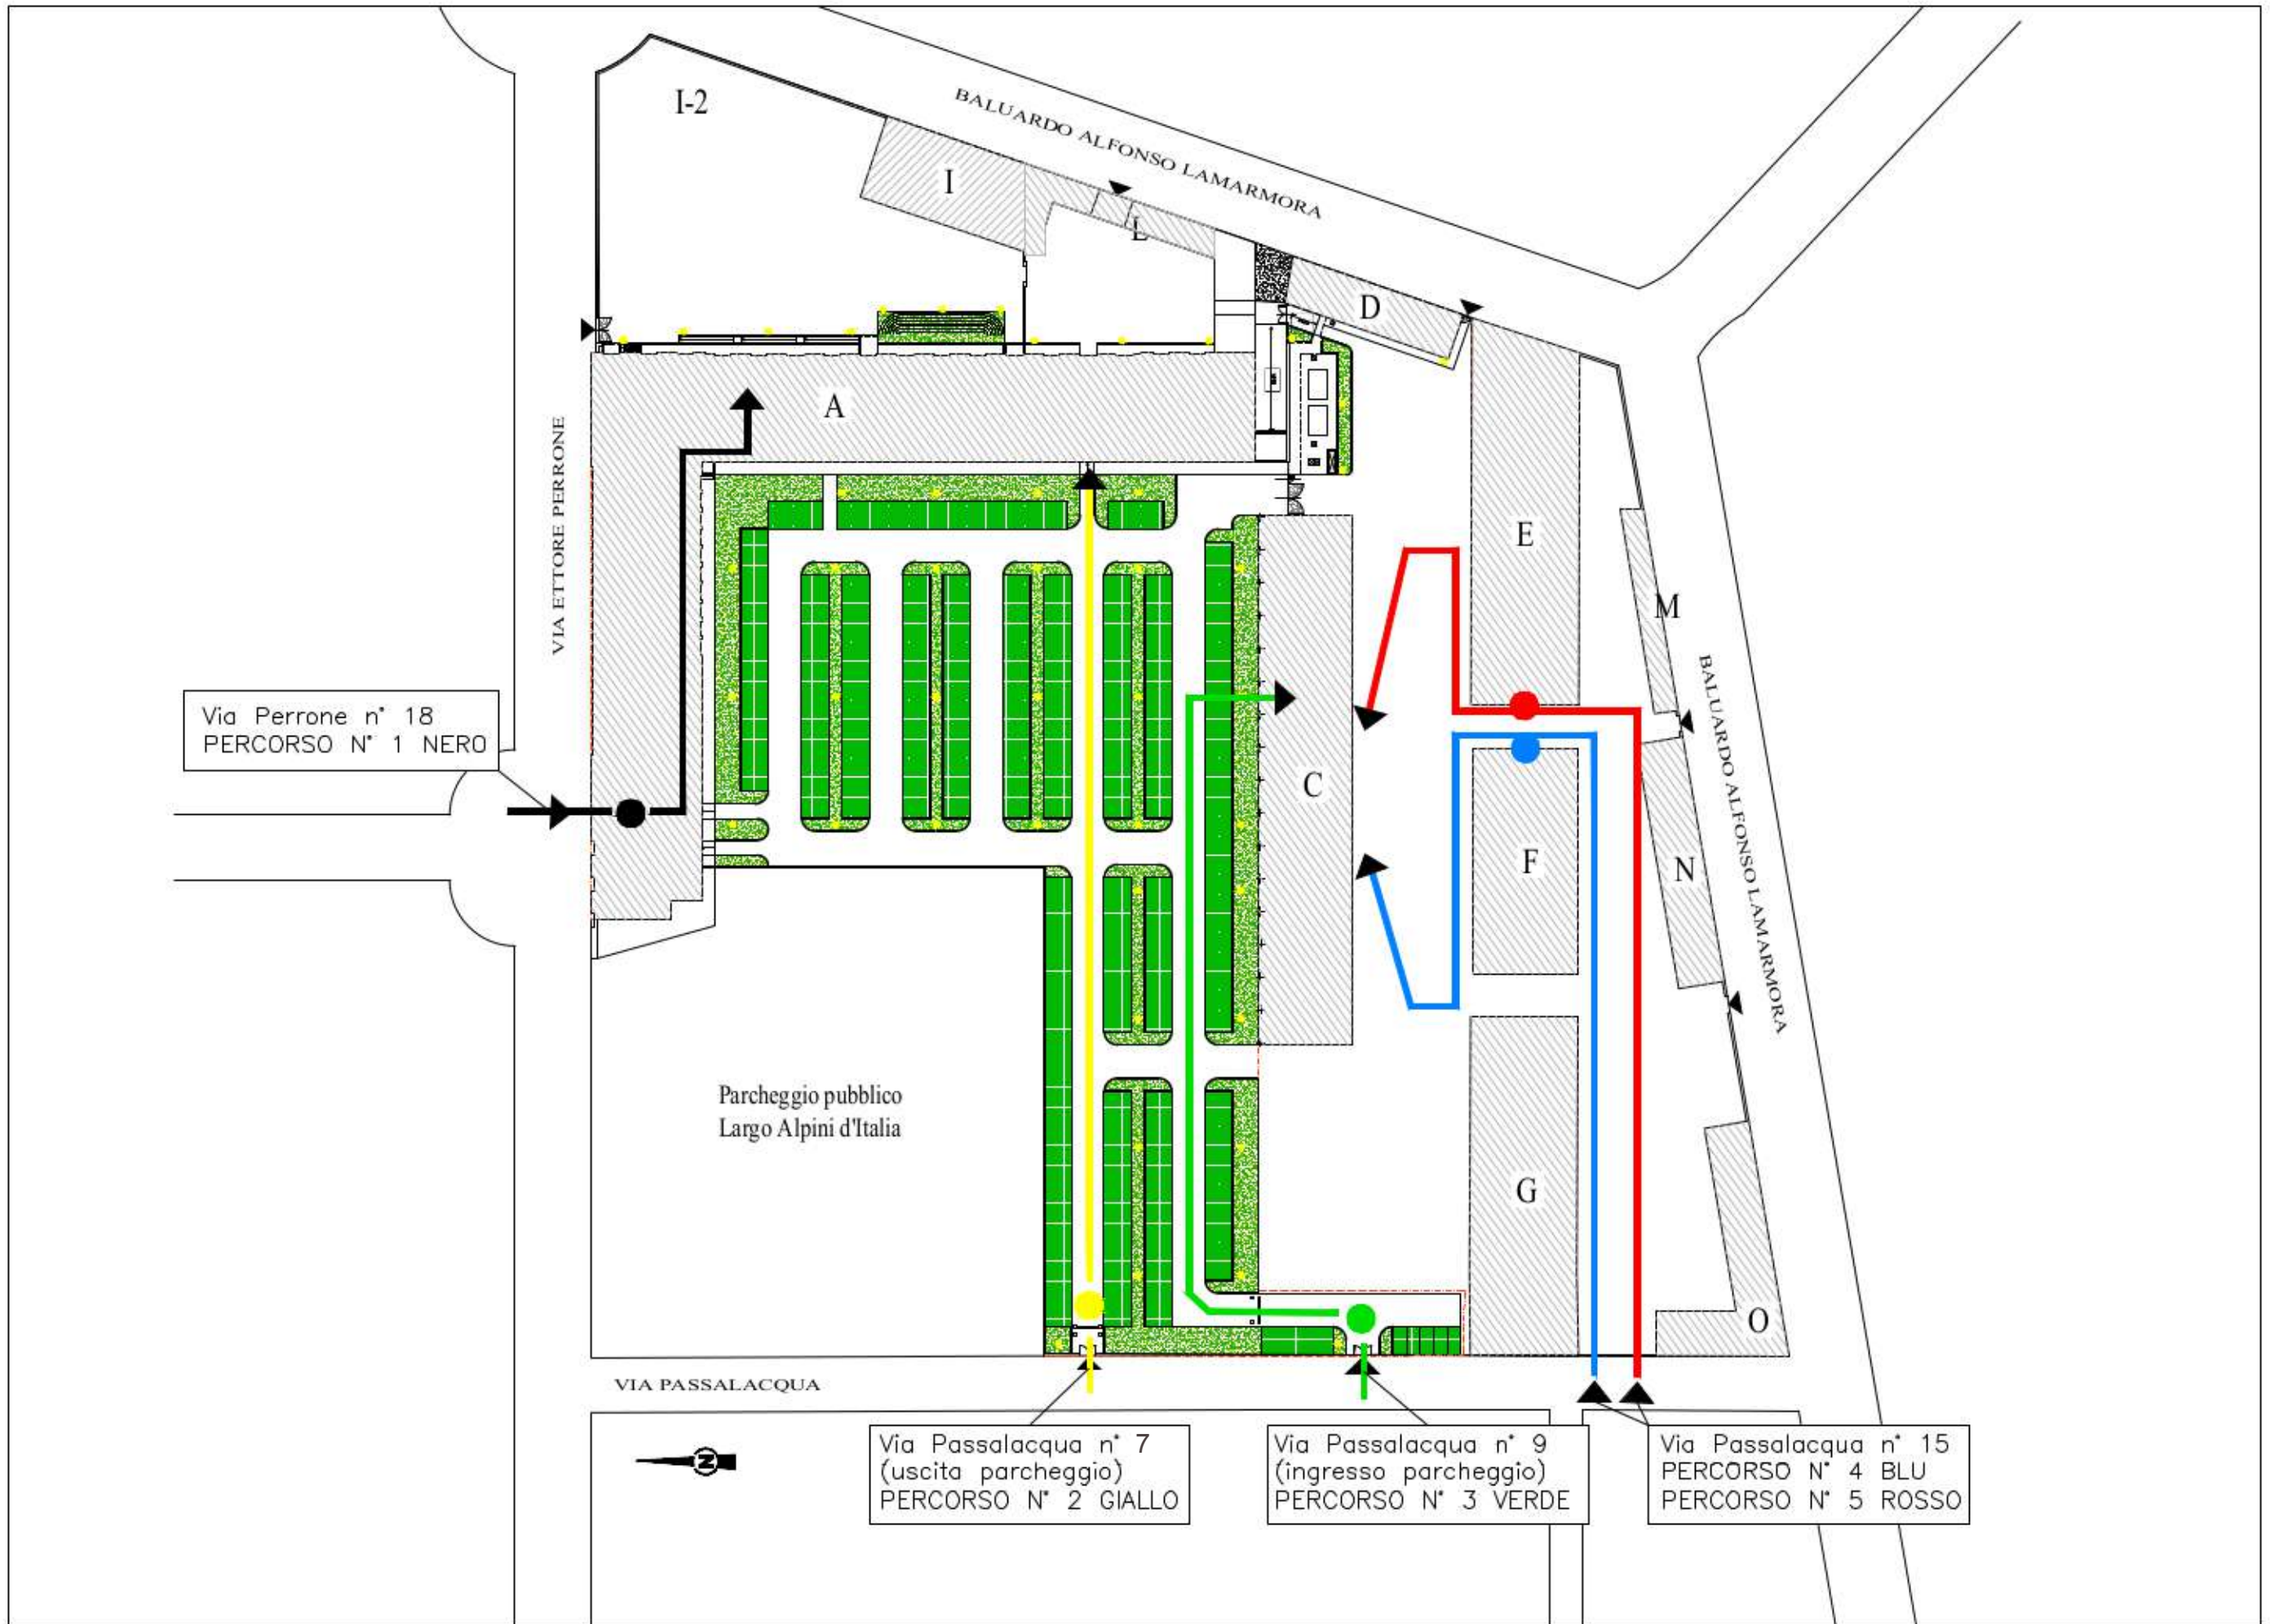 I-2
BALUARDO ALFONSO LAMARMORA
I
L
D
A
VIA ETTORE PERRONE
E
M
Via Perrone n° 18
PERCORSO N° 1 NERO
C
BALUARDO ALFONSO LAMARMORA
F
N
Parcheggio pubblico
Largo Alpini d'Italia
G
O
VIA PASSALACQUA
N
Via Passalacqua n° 7
(uscita parcheggio)
PERCORSO N° 2 GIALLO
Via Passalacqua n° 9
(ingresso parcheggio)
PERCORSO N° 3 VERDE
Via Passalacqua n° 15
PERCORSO N° 4 BLU
PERCORSO N° 5 ROSSO